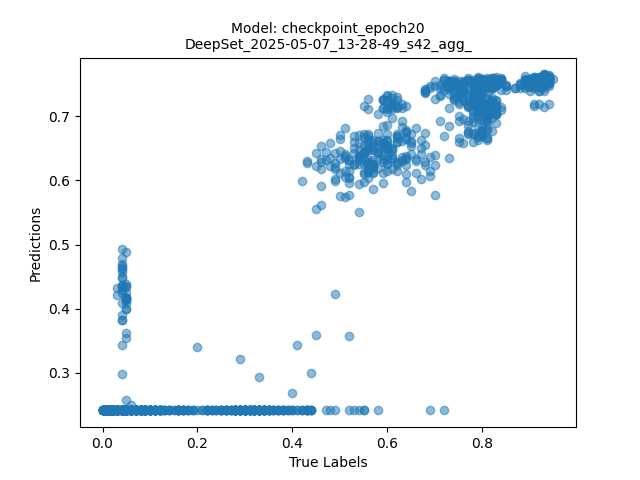 Model: checkpoint_epoch20
DeepSet_2025-05-07_13-28-49_s42_agg_
0.7
0.6
0.5
0.4
0.3
Predictions
0.0 0.2 0.4 0.6 0.8
True Labels